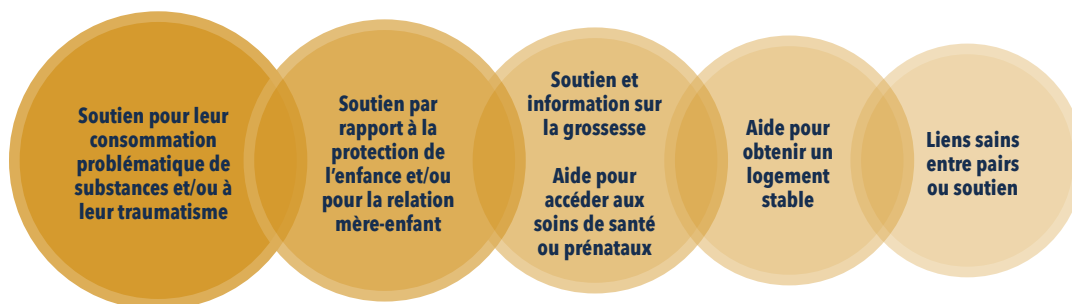 Soutien pour leur
consommation
problématique de
substances et/ou à
leur traumatisme
Soutien par
rapport à la
protection de
l'enfance et/ou
pour la relation
mère-enfant
Soutien et
information sur
la grossesse
Aide pour
accéder aux
soins de santé
ou prénataux
Aide pour
obtenir un
logement
stable
Liens sains
entre pairs
ou soutien